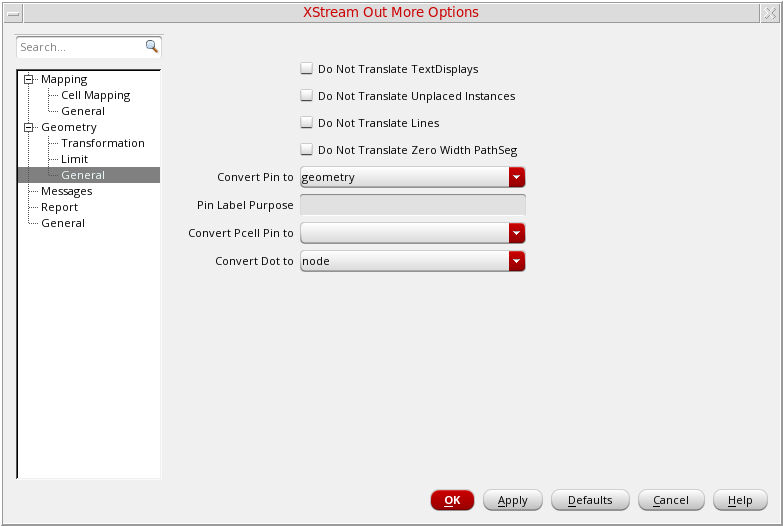 XStream Out More Options
Search...
Mapping
Cell Mapping
General
Geometry
Transformation
Limit
General
Messages
Report
General
Do Not Translate TextDisplays
Do Not Translate Unplaced Instances
Do Not Translate Lines
Do Not Translate Zero Width PathSeg
Convert Pin to geometry
Pin Label Purpose
Convert Pcell Pin to
Convert Dot to node
OK Apply Defaults Cancel Help